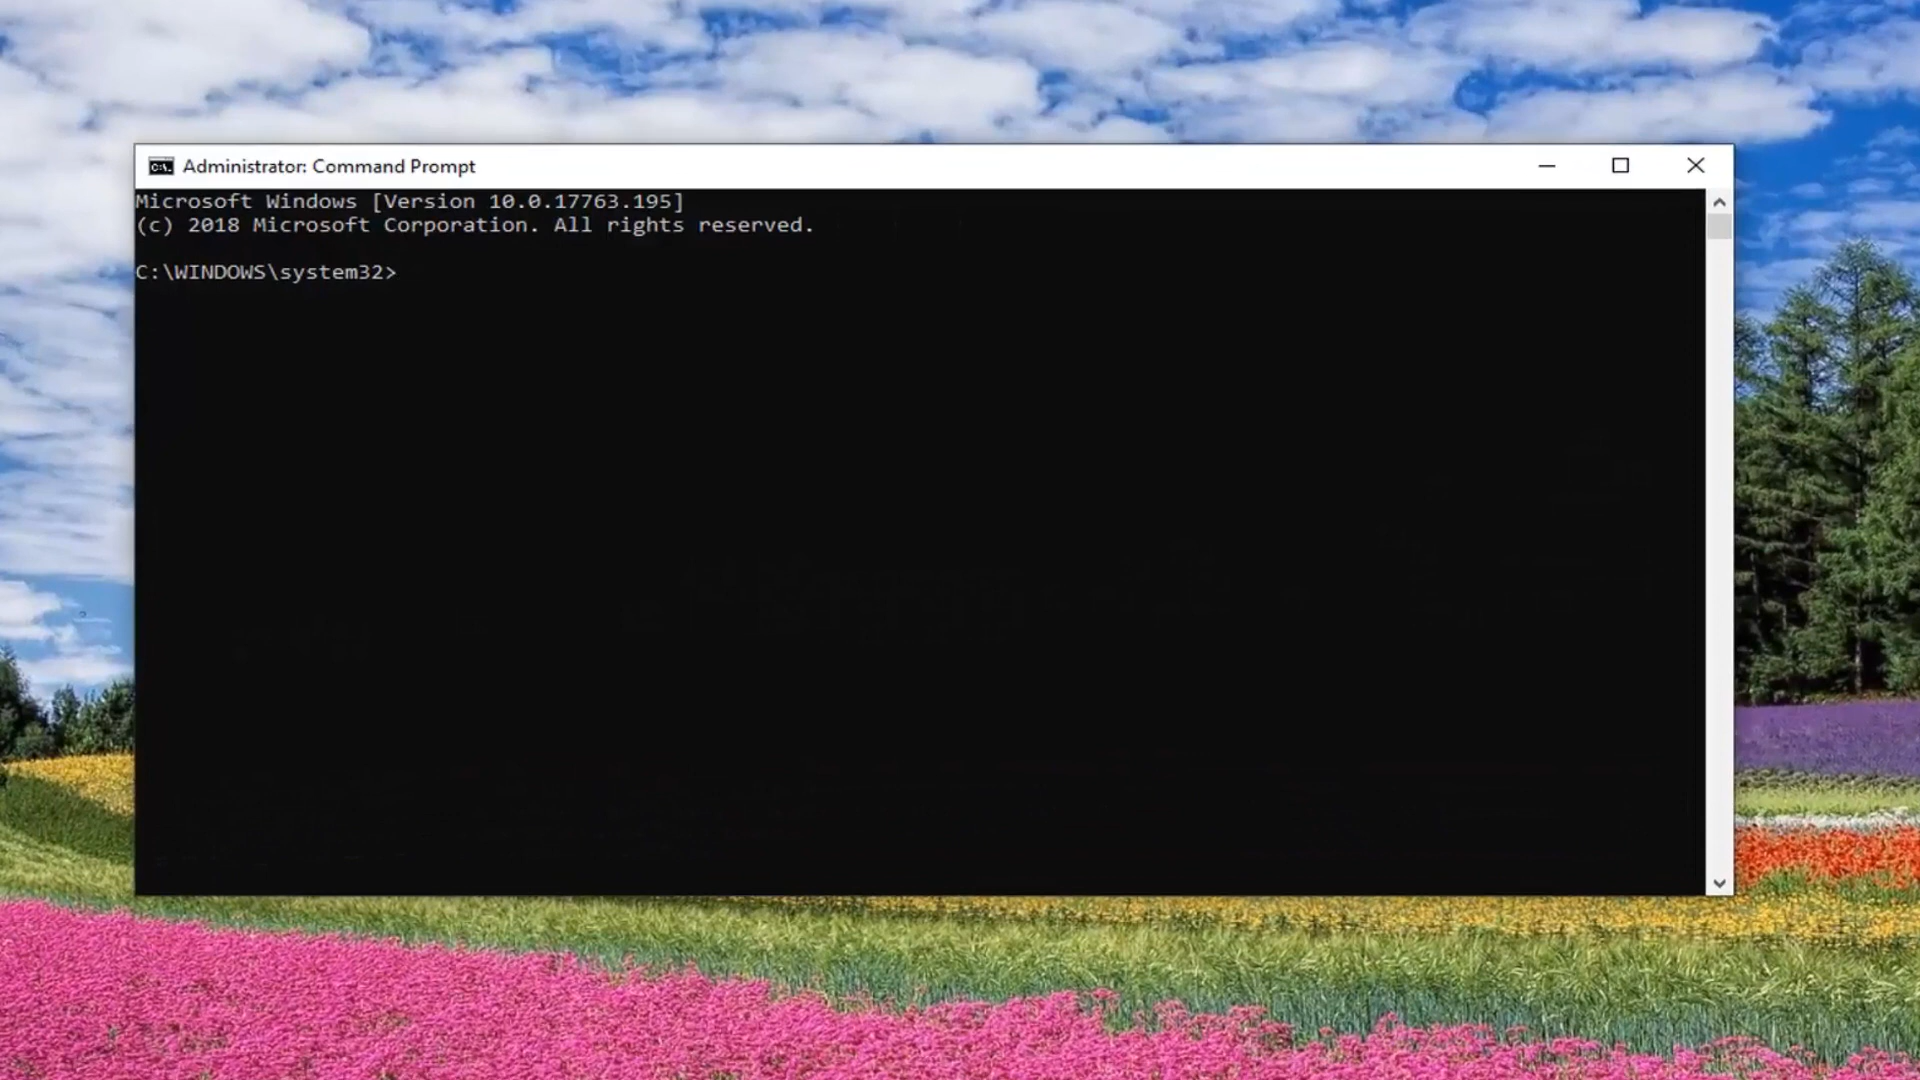 Administrator: Command Prompt
Microsoft Windows [Version 10.0.17763.195]
(c) 2018 Microsoft Corporation. All rights reserved.
C:\WINDOWS\system32>